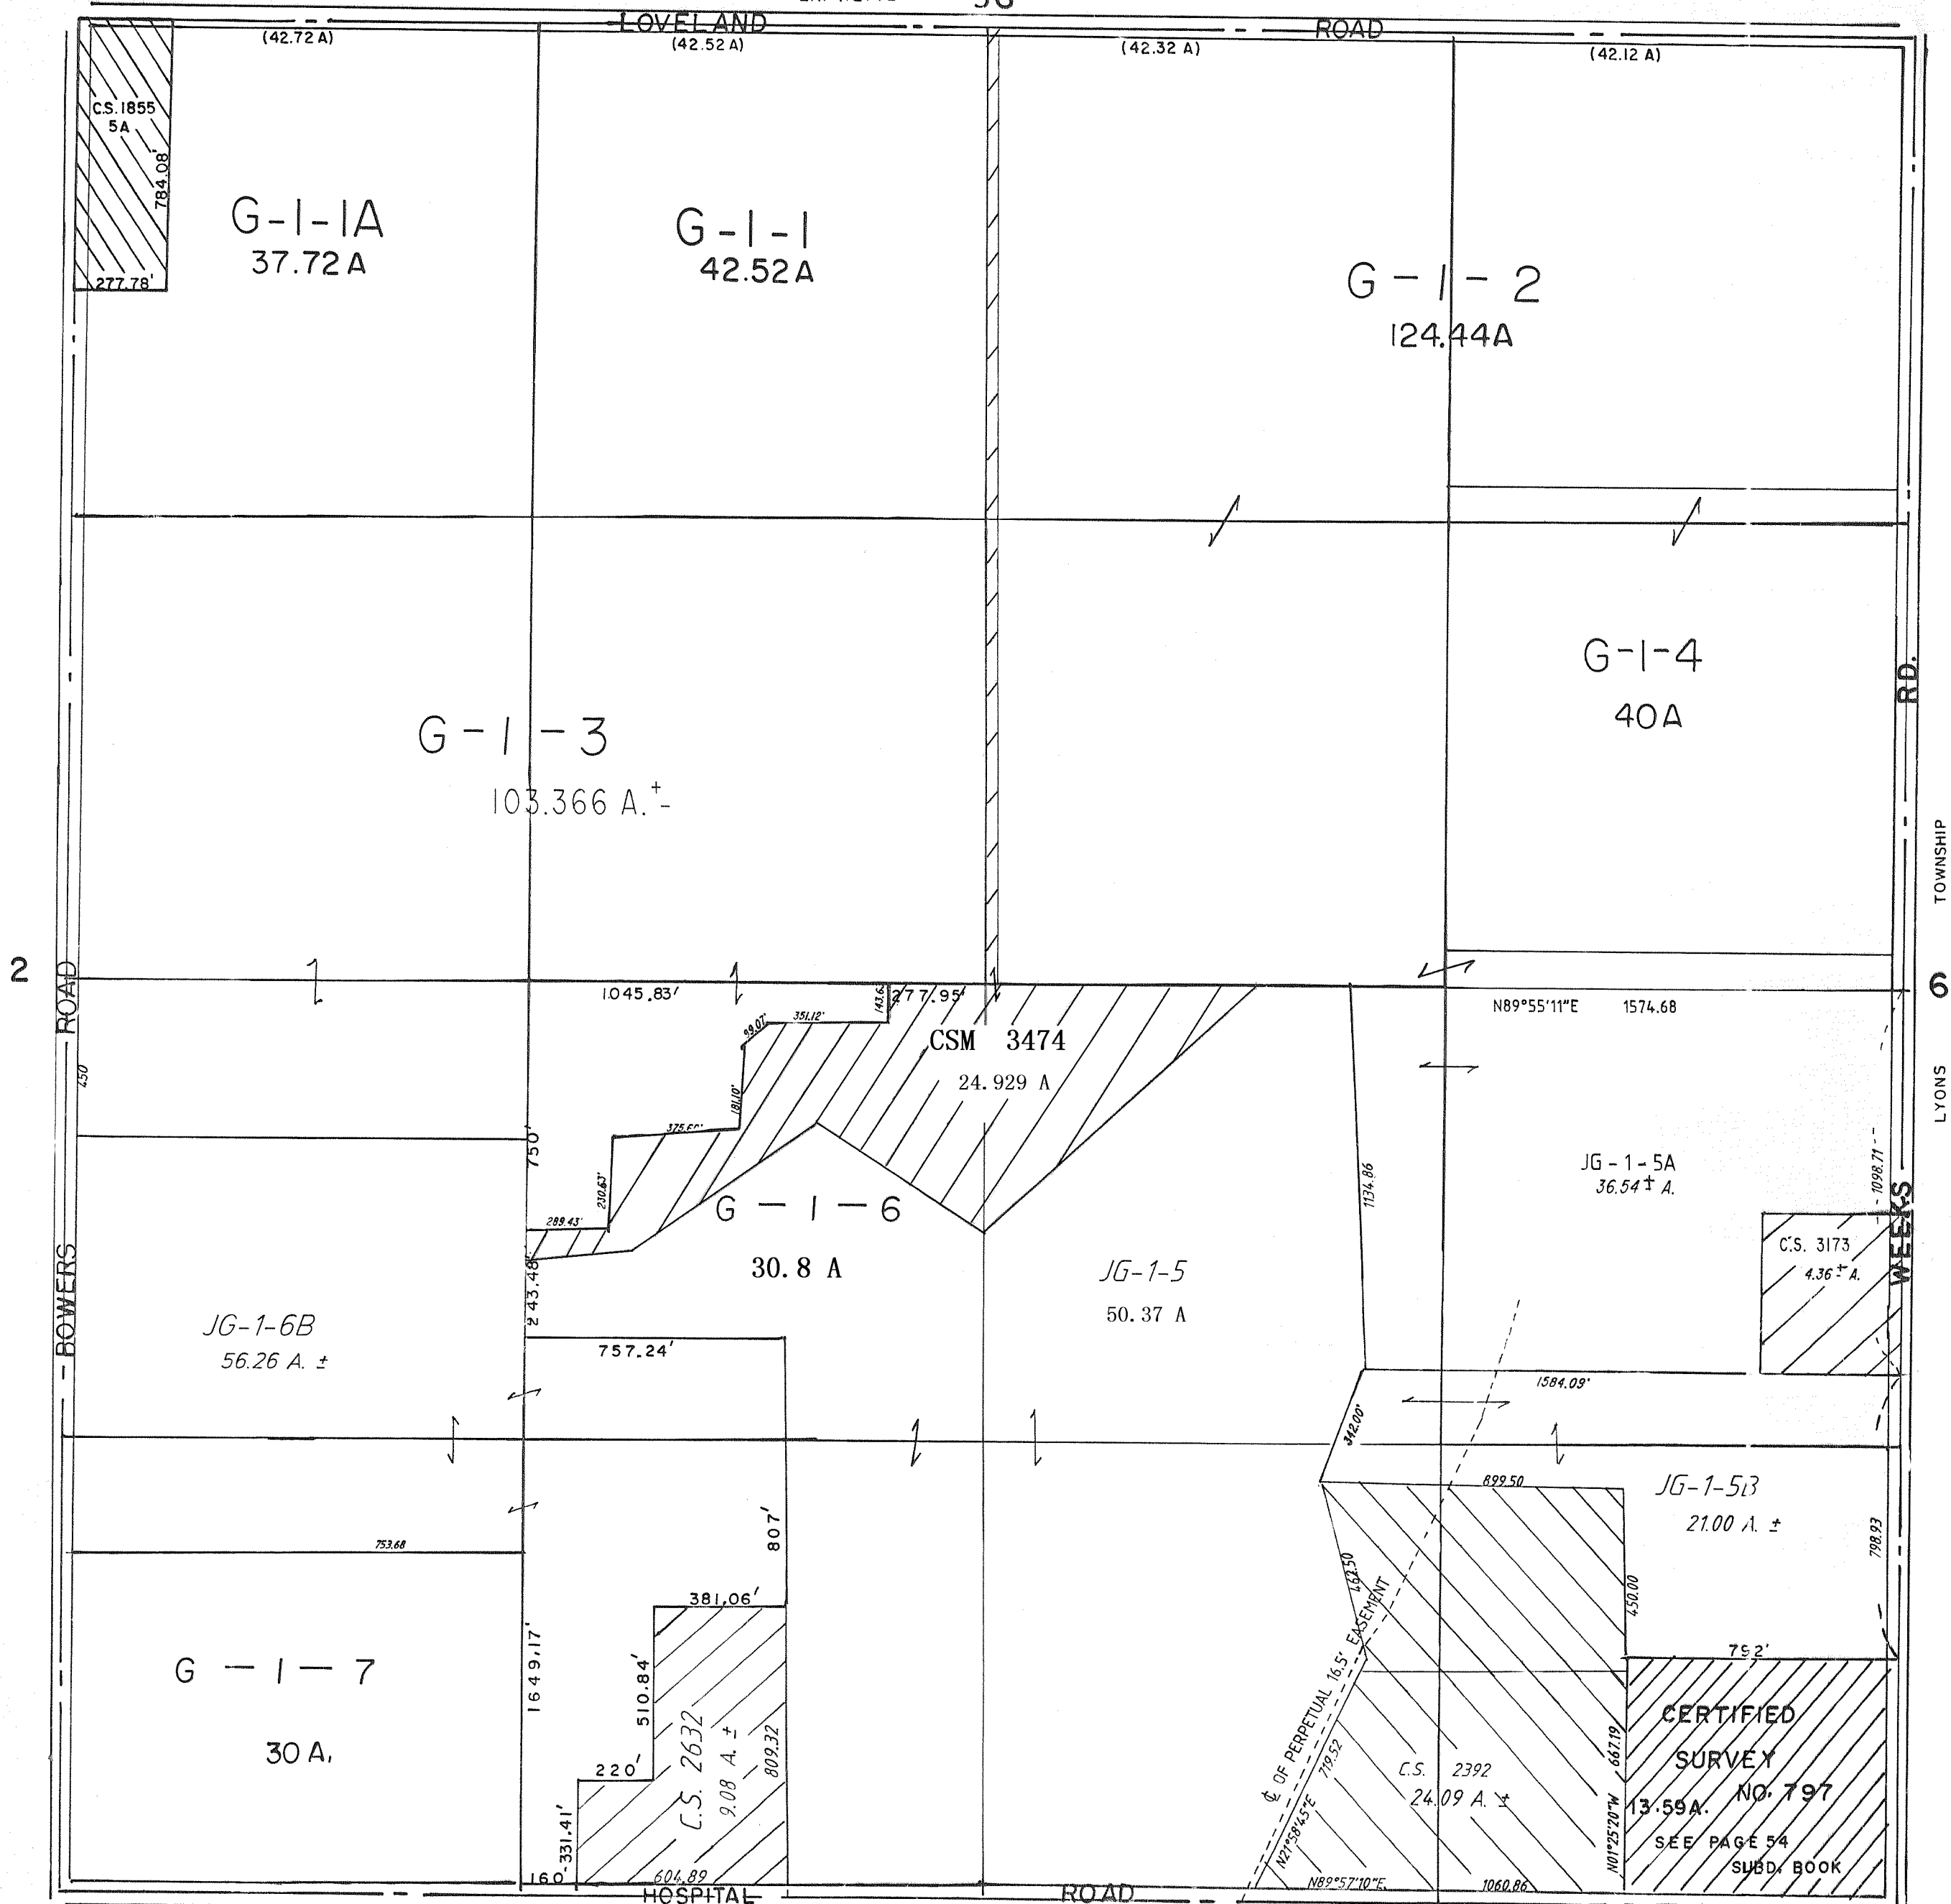 36
LOVELAND ROAD
(42.72 A)
(42.52 A)
(42.32 A)
(42.12 A)
C.S. 1855
5A
784.08'
277.78'
G-1-1A
37.72 A
G-1-1
42.52 A
G-1-2
124.44A
G-1-3
103.366 A. +-
G-1-4
40A
RD.
TOWNSHIP
2
6
ROAD
1045.83'
143.63
277.95'
N89°55'11"E 1574.68
99.07'
351.12'
CSM 3474
24.929 A
450
181.10'
LYONS
750'
JG-1-5A
36.54 ± A.
1134.86
-1098.71-
230.63'
G-1-6
WEEKS
289.43'
C.S. 3173
4.36 ± A.
30.8 A
JG-1-5
50.37 A
243.48'
BOWERS
JG-1-6B
56.26 A. ±
757.24'
1584.09'
342.00'
899.50
JG-1-5B
21.00 A. ±
807'
753.68
798.93
462.50
450.00
381.06'
792'
1649.17'
G-1-7
30 A.
510.84'
C.S. 2632
9.08 A. ±
809.32
℄ OF PERPETUAL 16.5' EASEMENT
719.52
N21°58'45"E
C.S. 2392
24.09 A. ±
N01°25'20"W 667.19
CERTIFIED
SURVEY
NO. 797
13.59A.
SEE PAGE 54
SUBD. BOOK
220'
331.41'
160'
604.89
N89°57'10"E
1060.86
HOSPITAL ROAD